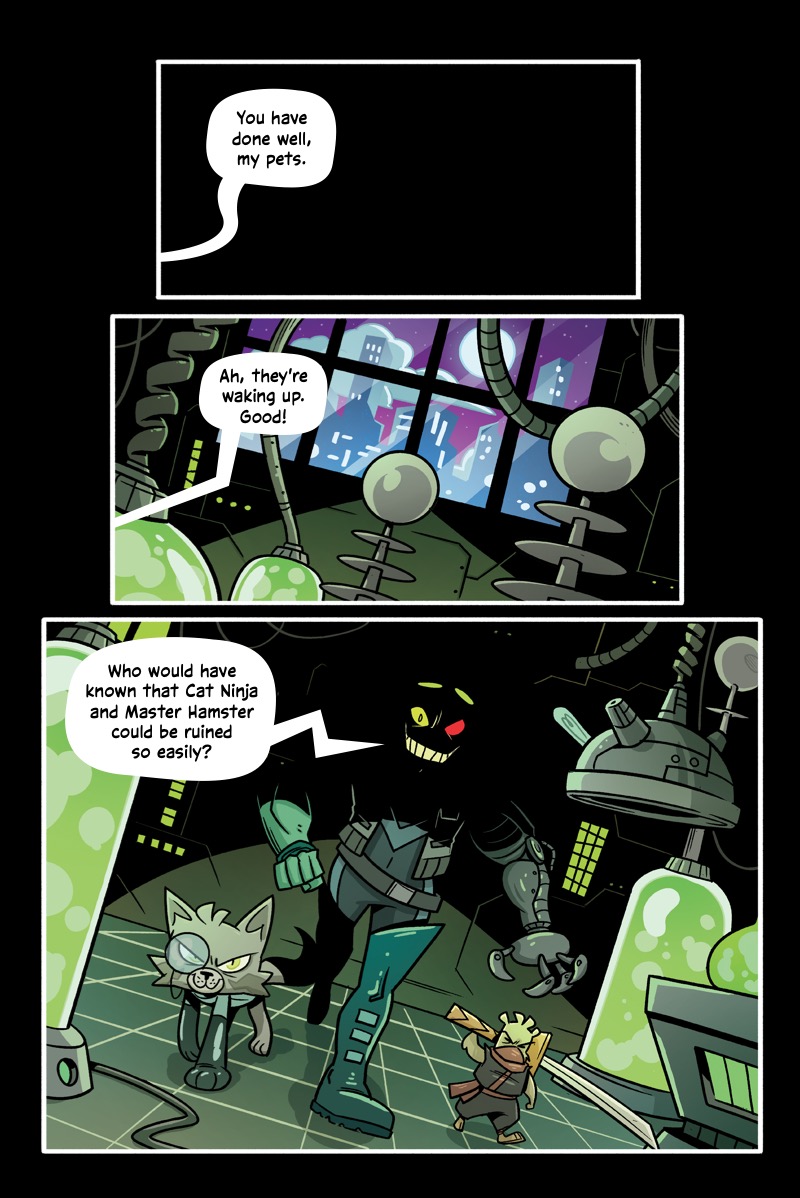 You have
done well,
my pets.
Ah, they're
waking up.
Good!
Who would have
known that Cat Ninja
and Master Hamster
could be ruined
so easily?